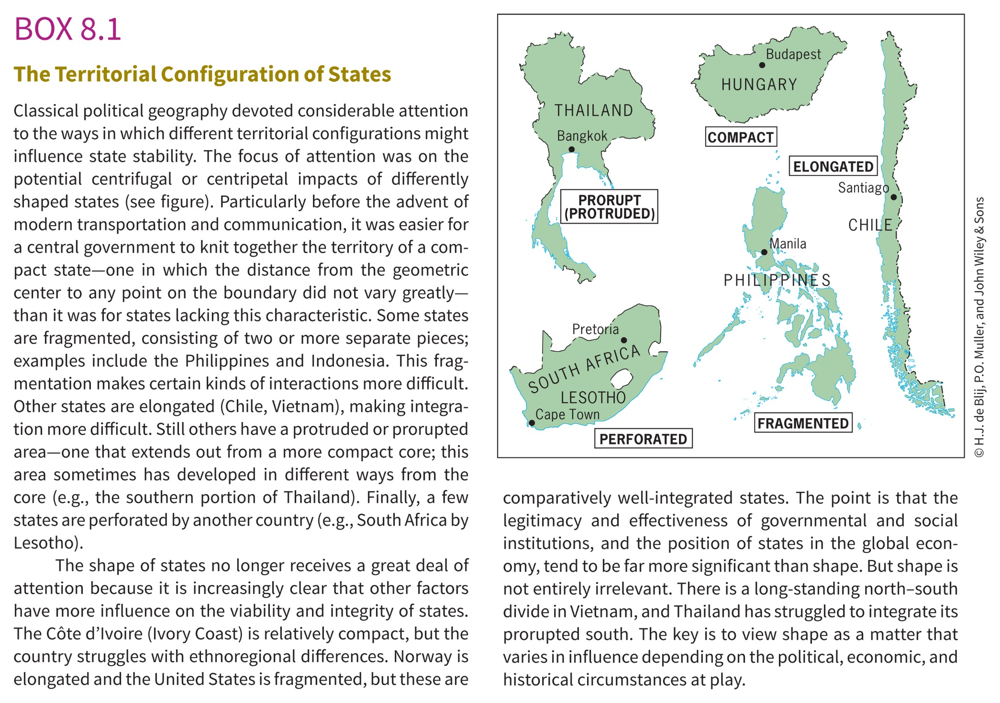 BOX 8.1
The Territorial Configuration of States
Classical political geography devoted considerable attention
to the ways in which different territorial configurations might
influence state stability. The focus of attention was on the
potential centrifugal or centripetal impacts of differently
shaped states (see figure). Particularly before the advent of
modern transportation and communication, it was easier for
a central government to knit together the territory of a com-
pact state—one in which the distance from the geometric
center to any point on the boundary did not vary greatly—
than it was for states lacking this characteristic. Some states
are fragmented, consisting of two or more separate pieces;
examples include the Philippines and Indonesia. This frag-
mentation makes certain kinds of interactions more difficult.
Other states are elongated (Chile, Vietnam), making integra-
tion more difficult. Still others have a protruded or prorupted
area—one that extends out from a more compact core; this
area sometimes has developed in different ways from the
core (e.g., the southern portion of Thailand). Finally, a few
states are perforated by another country (e.g., South Africa by
Lesotho).
The shape of states no longer receives a great deal of
attention because it is increasingly clear that other factors
have more influence on the viability and integrity of states.
The Côte d’Ivoire (Ivory Coast) is relatively compact, but the
country struggles with ethnoregional differences. Norway is
elongated and the United States is fragmented, but these are
THAILAND
Bangkok
PRORUPT
(PROTRUDED)
Budapest
HUNGARY
COMPACT
ELONGATED
Santiago
CHILE
Manila
PHILIPPINES
FRAGMENTED
Pretoria
SOUTH AFRICA
LESOTHO
Cape Town
PERFORATED
© H.J. de Blij, P.O. Muller, and John Wiley & Sons
comparatively well-integrated states. The point is that the
legitimacy and effectiveness of governmental and social
institutions, and the position of states in the global econ-
omy, tend to be far more significant than shape. But shape is
not entirely irrelevant. There is a long-standing north–south
divide in Vietnam, and Thailand has struggled to integrate its
prorupted south. The key is to view shape as a matter that
varies in influence depending on the political, economic, and
historical circumstances at play.